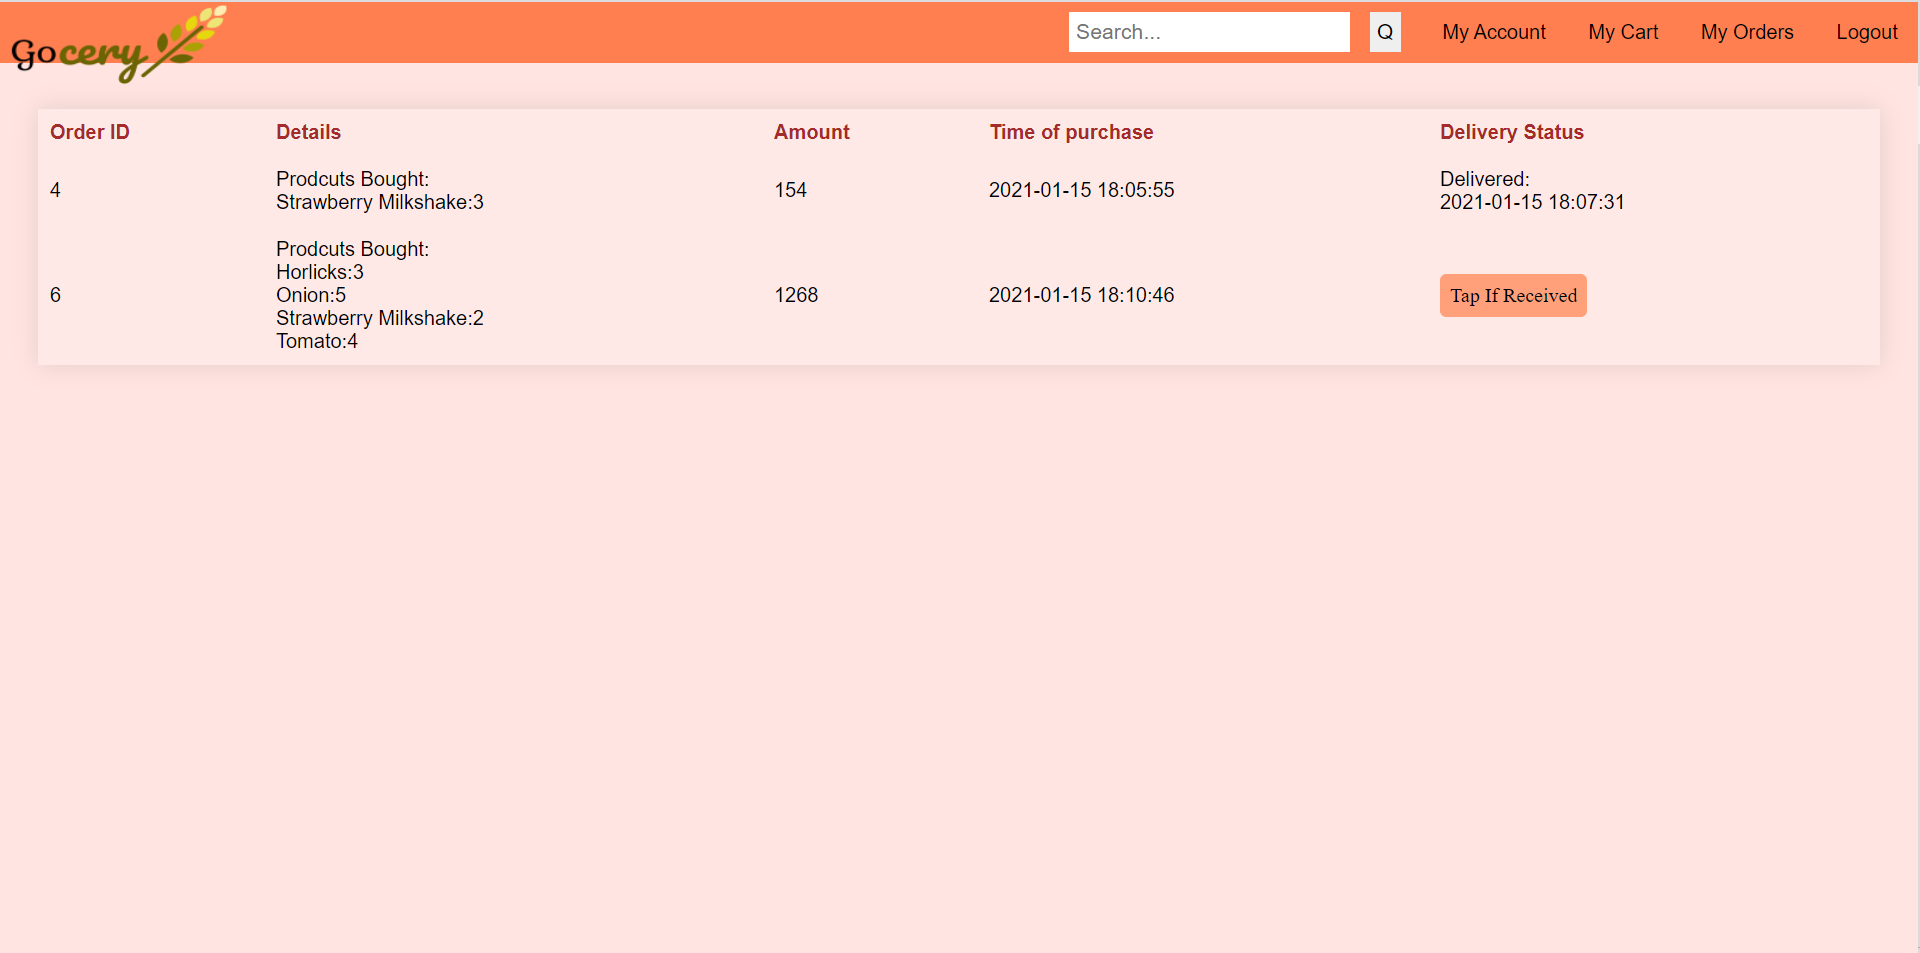 Gocery
Search...
Q
My Account
My Cart
My Orders
Logout
Order ID Details Amount Time of purchase Delivery Status
4
Prodcuts Bought:
Strawberry Milkshake:3
154
2021-01-15 18:05:55
Delivered:
2021-01-15 18:07:31
6
Prodcuts Bought:
Horlicks:3
Onion:5
Strawberry Milkshake:2
Tomato:4
1268
2021-01-15 18:10:46
Tap If Received